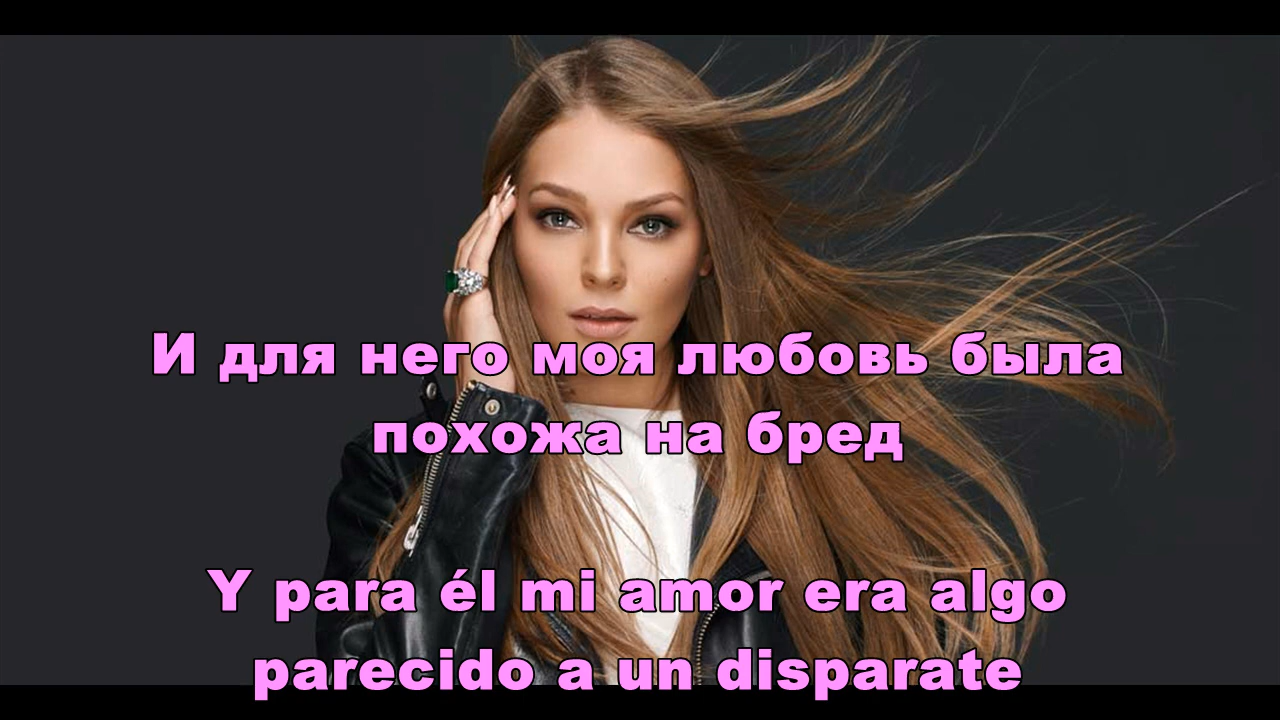 И для него моя любовь была
похожа на бред
Y para él mi amor era algo
parecido a un disparate